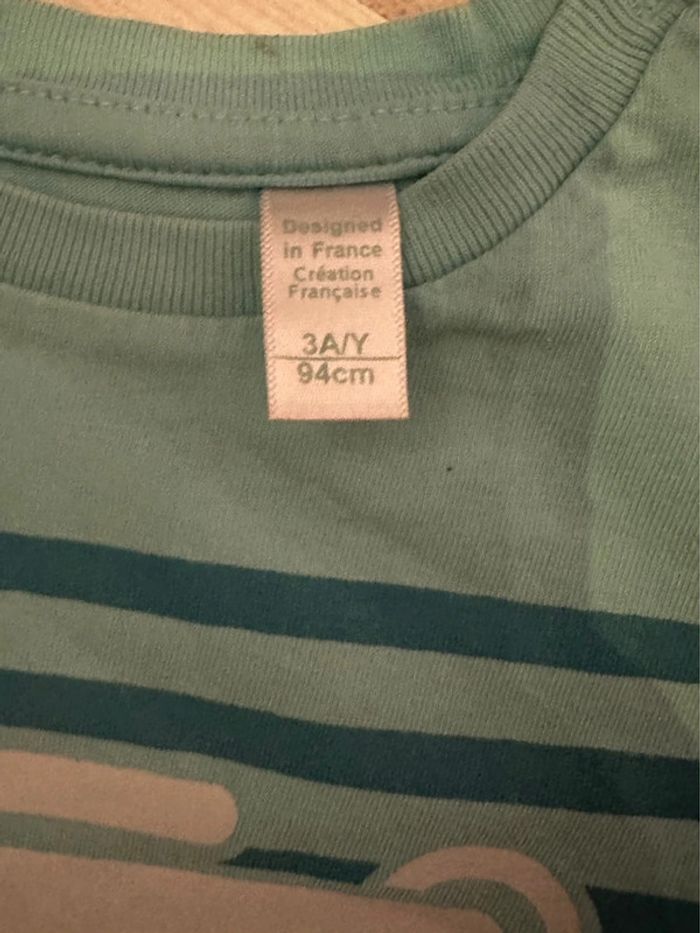 Designed
in France
Création
Française
3A/Y
94cm